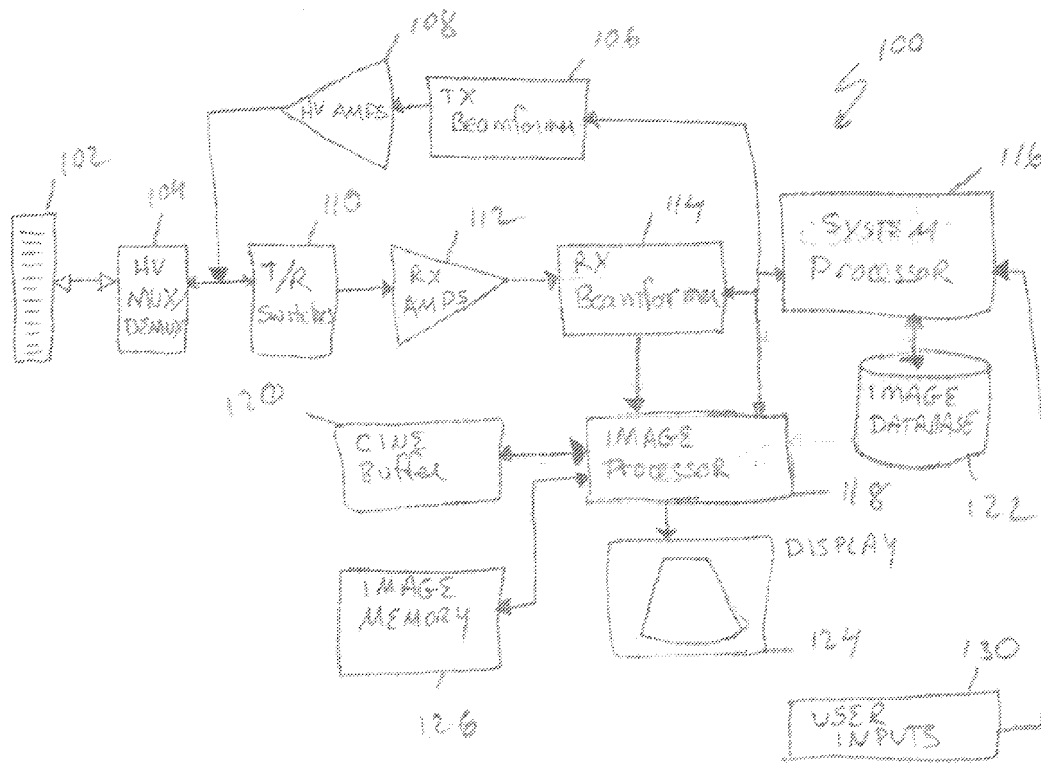 108
106
100
HV AMPS
TX
Beamformer
102
104
110
112
114
116
HV
MUX/
DEMUX
T/R
Switches
RX
AMPS
RX
Beamformer
SYSTEM
Processor
120
CINE
Buffer
IMAGE
Processor
IMAGE
DATABASE
118
122
IMAGE
MEMORY
DISPLAY
124
126
130
USER
INPUTS